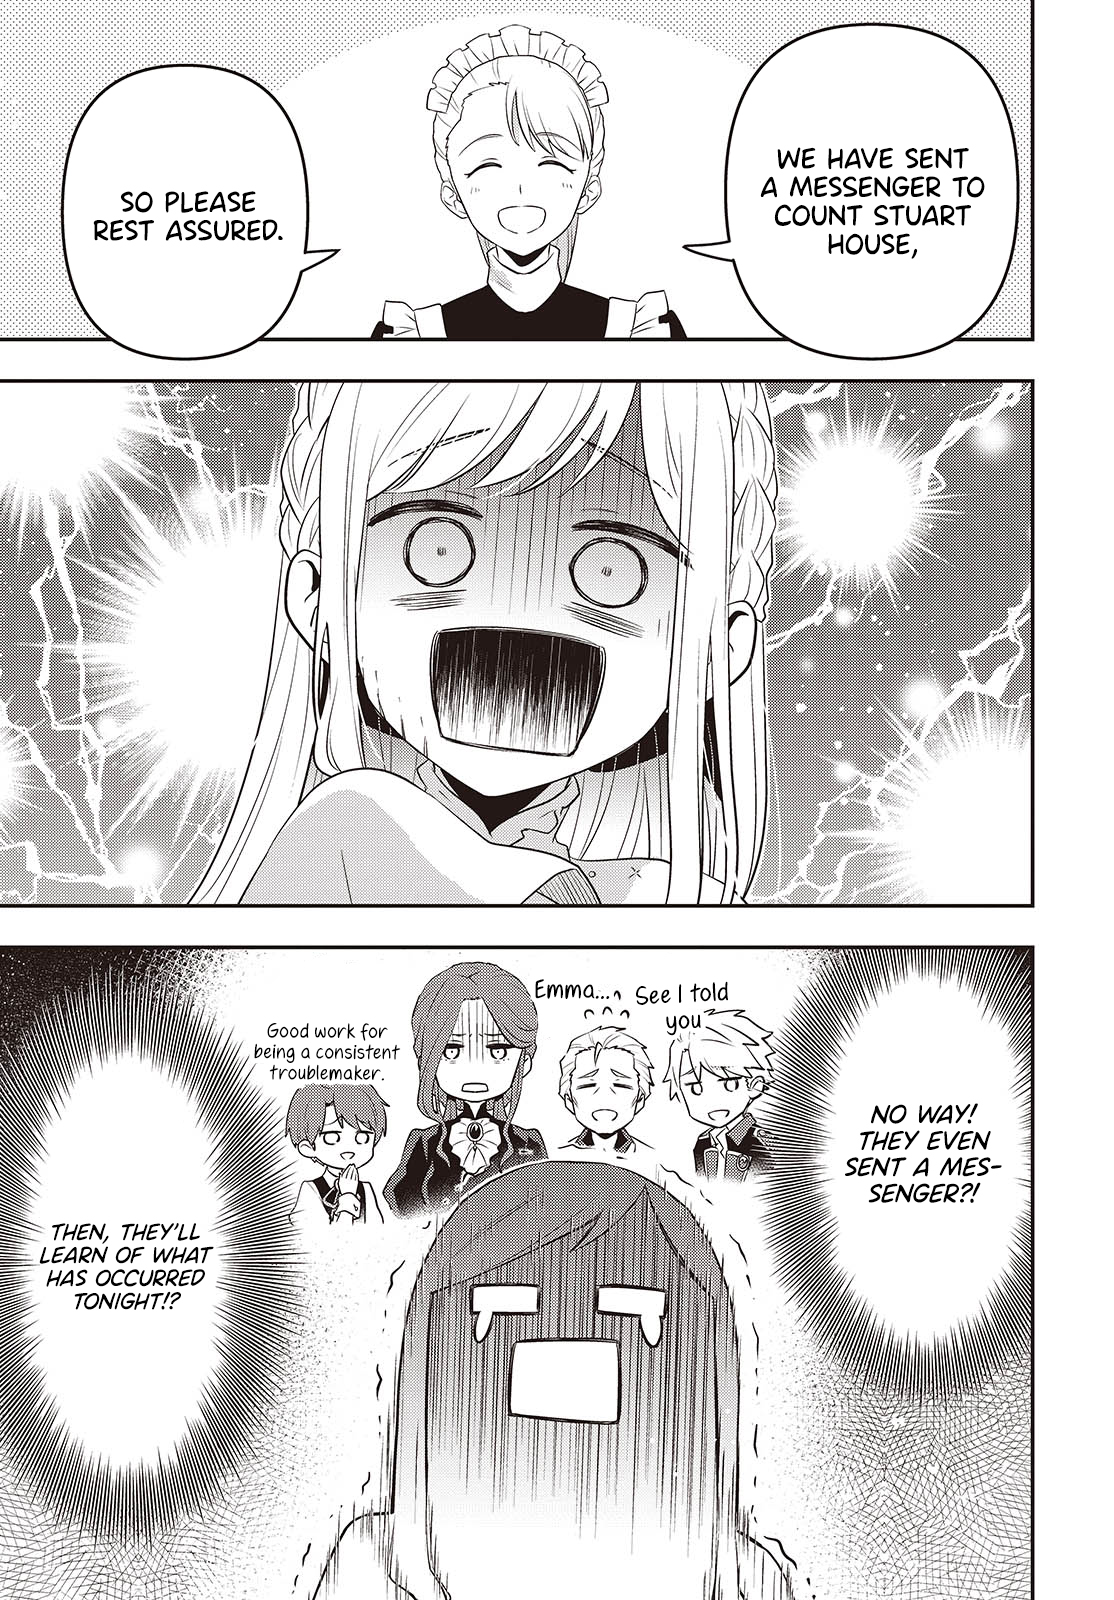 WE HAVE SENT
A MESSENGER TO
COUNT STUART
HOUSE,
SO PLEASE
REST ASSURED.
NO WAY!
THEY EVEN
SENT A MES-
SENGER?!
See I told
you
Emma...
Good work for
being a consistent
troublemaker.
THEN, THEY'LL
LEARN OF WHAT
HAS OCCURRED
TONIGHT!?